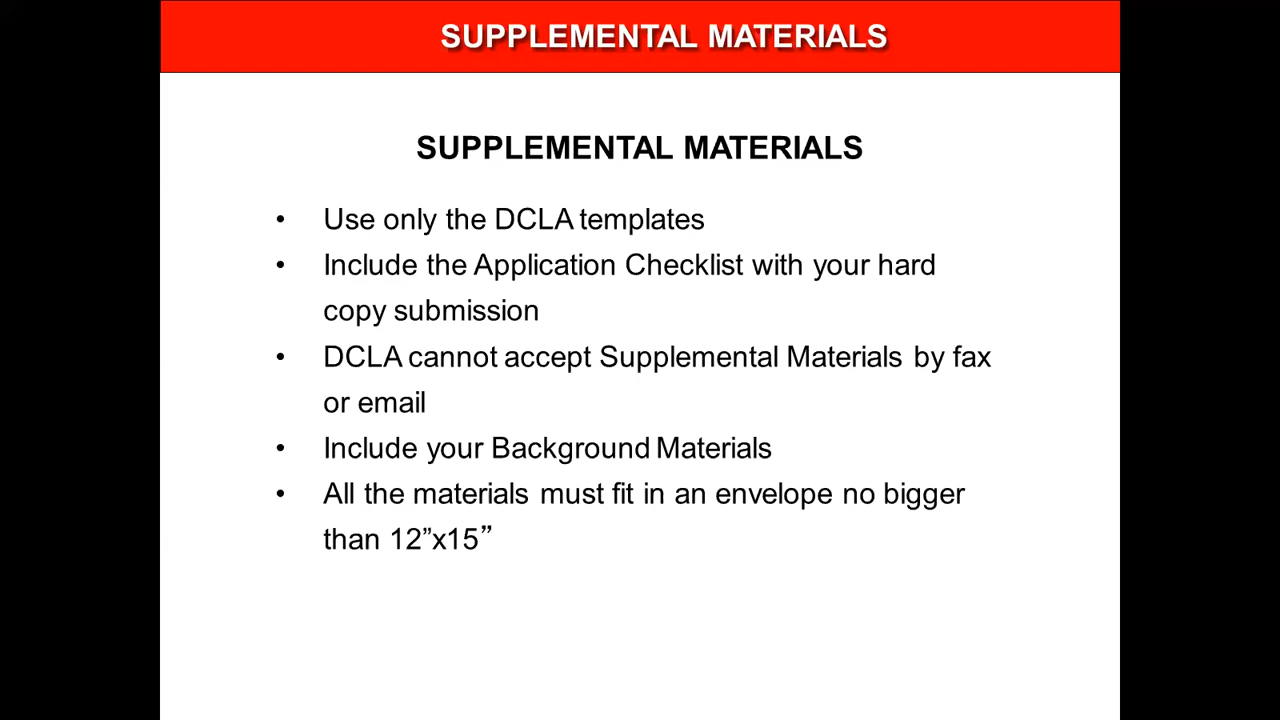 SUPPLEMENTAL MATERIALS
SUPPLEMENTAL MATERIALS
• Use only the DCLA templates
• Include the Application Checklist with your hard
copy submission
• DCLA cannot accept Supplemental Materials by fax
or email
• Include your Background Materials
• All the materials must fit in an envelope no bigger
than 12”x15”